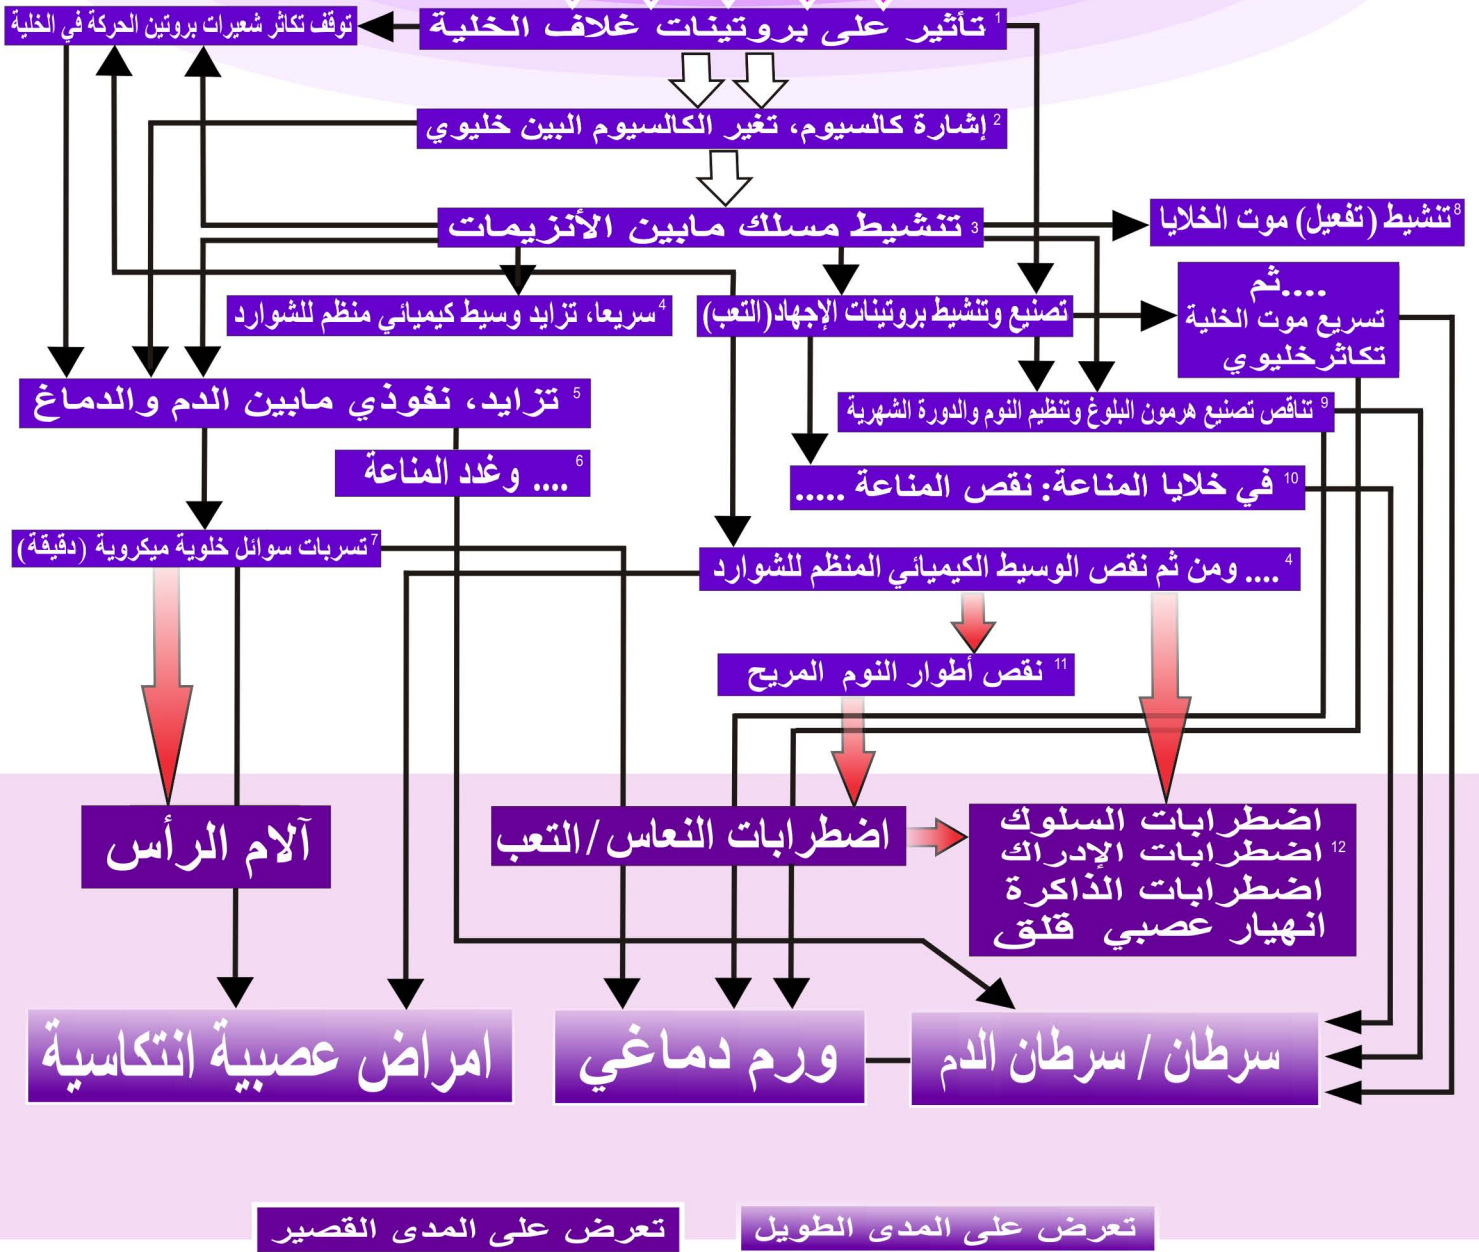 ¹ تأثير على بروتينات غلاف الخلية
توقف تكاثر شعيرات بروتين الحركة في الخلية
² إشارة كالسيوم، تغير الكالسيوم البين خليوي
³ تنشيط مسلك مابين الأنزيمات
⁸ تنشيط (تفعيل) موت الخلايا
....ثم
تسريع موت الخلية
تكاثر خليوي
تصنيع وتنشيط بروتينات الإجهاد(التعب)
⁴ سريعا، تزايد وسيط كيميائي منظم للشوارد
⁵ تزايد، نفوذي مابين الدم والدماغ
⁹ تناقص تصنيع هرمون البلوغ وتنظيم النوم والدورة الشهرية
⁶ .... وغدد المناعة
¹⁰ في خلايا المناعة: نقص المناعة .....
⁷ تسربات سوائل خلوية ميكروية (دقيقة)
⁴ .... ومن ثم نقص الوسيط الكيميائي المنظم للشوارد
¹¹ نقص أطوار النوم المريح
اضطرابات السلوك
¹² اضطرابات الإدراك
اضطرابات الذاكرة
انهيار عصبي قلق
اضطرابات النعاس/التعب
آلام الرأس
سرطان / سرطان الدم
ورم دماغي
امراض عصبية انتكاسية
تعرض على المدى الطويل
تعرض على المدى القصير